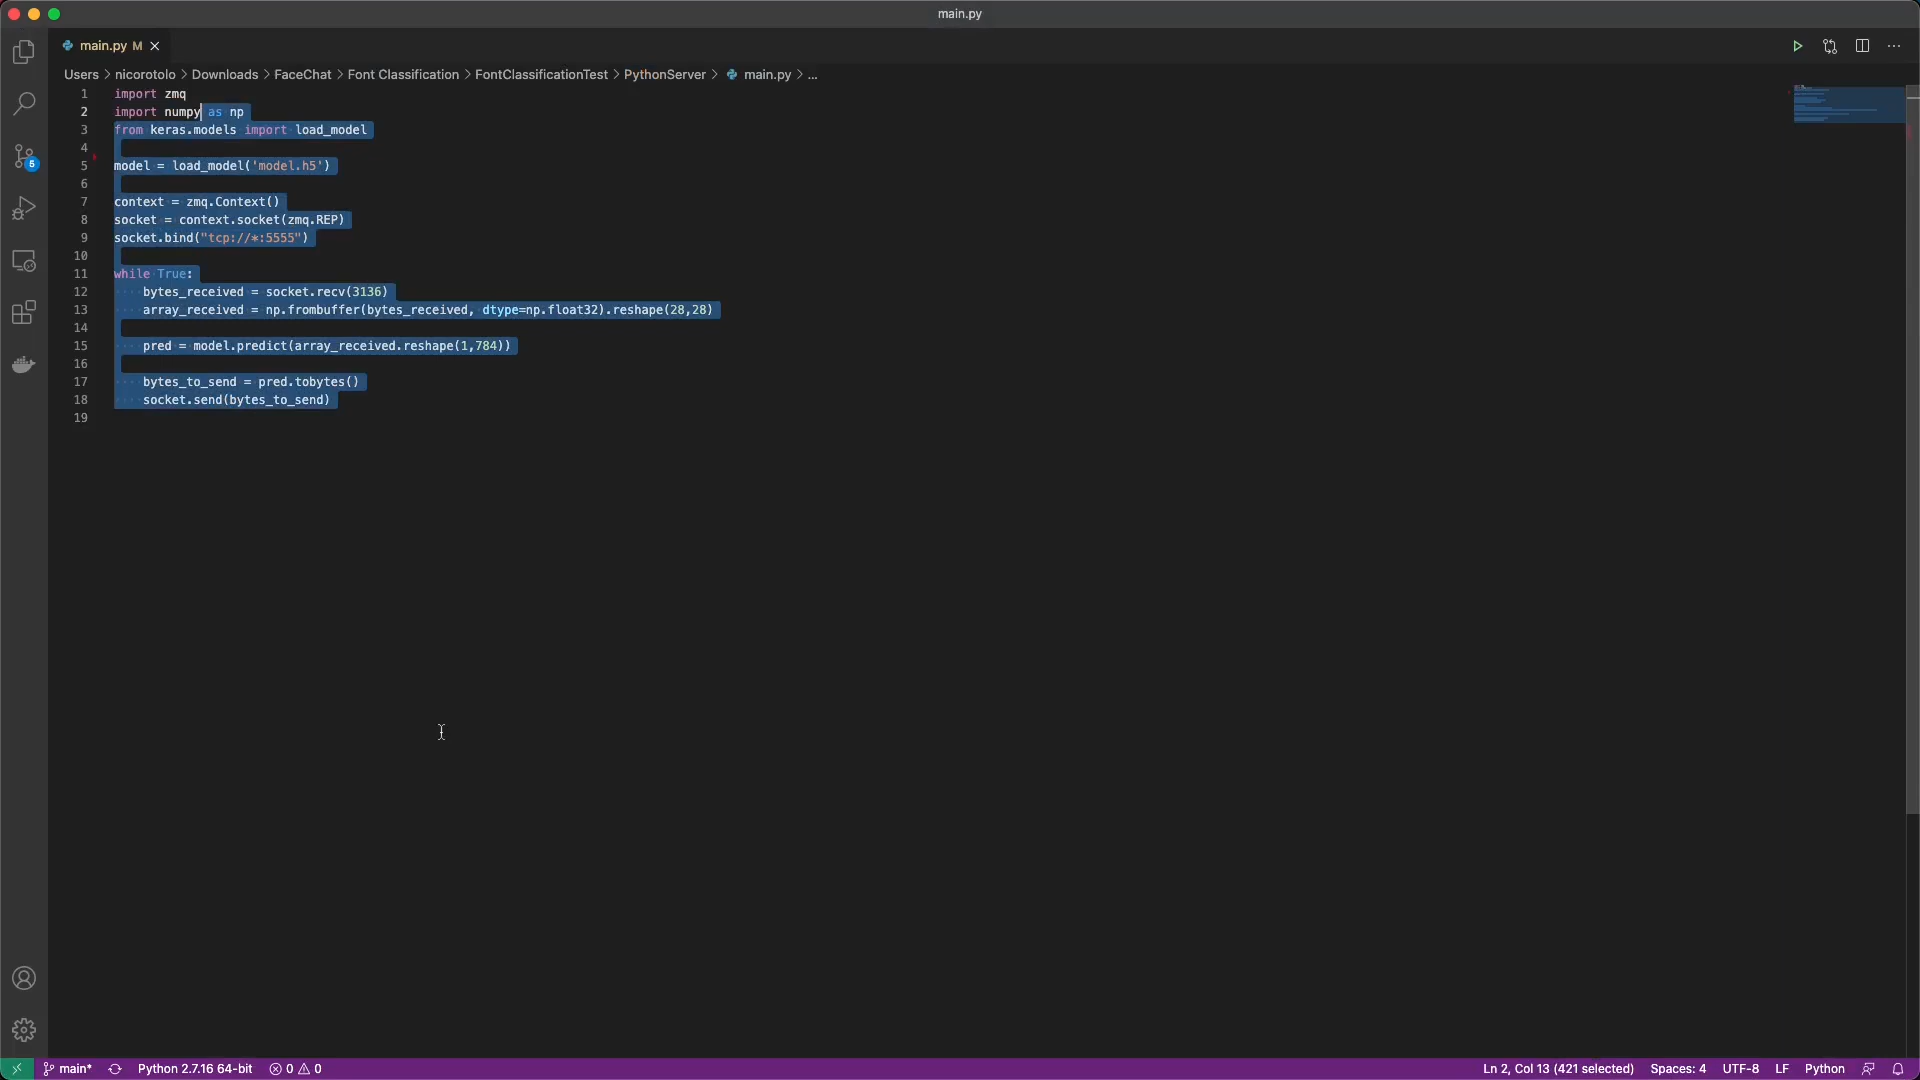 main.py
main.py M
Users > nicorotolo > Downloads > FaceChat > Font Classification > FontClassificationTest > PythonServer > main.py > ...
1 import zmq
2 import numpy as np
3 from keras.models import load_model
4
5 model = load_model('model.h5')
6
7 context = zmq.Context()
8 socket = context.socket(zmq.REP)
9 socket.bind("tcp://*:5555")
10
11 while True:
12 ····bytes_received = socket.recv(3136)
13 ····array_received = np.frombuffer(bytes_received, dtype=np.float32).reshape(28,28)
14
15 ····pred = model.predict(array_received.reshape(1,784))
16
17 ····bytes_to_send = pred.tobytes()
18 ····socket.send(bytes_to_send)
19
5
main* Python 2.7.16 64-bit 0 0 Ln 2, Col 13 (421 selected) Spaces: 4 UTF-8 LF Python